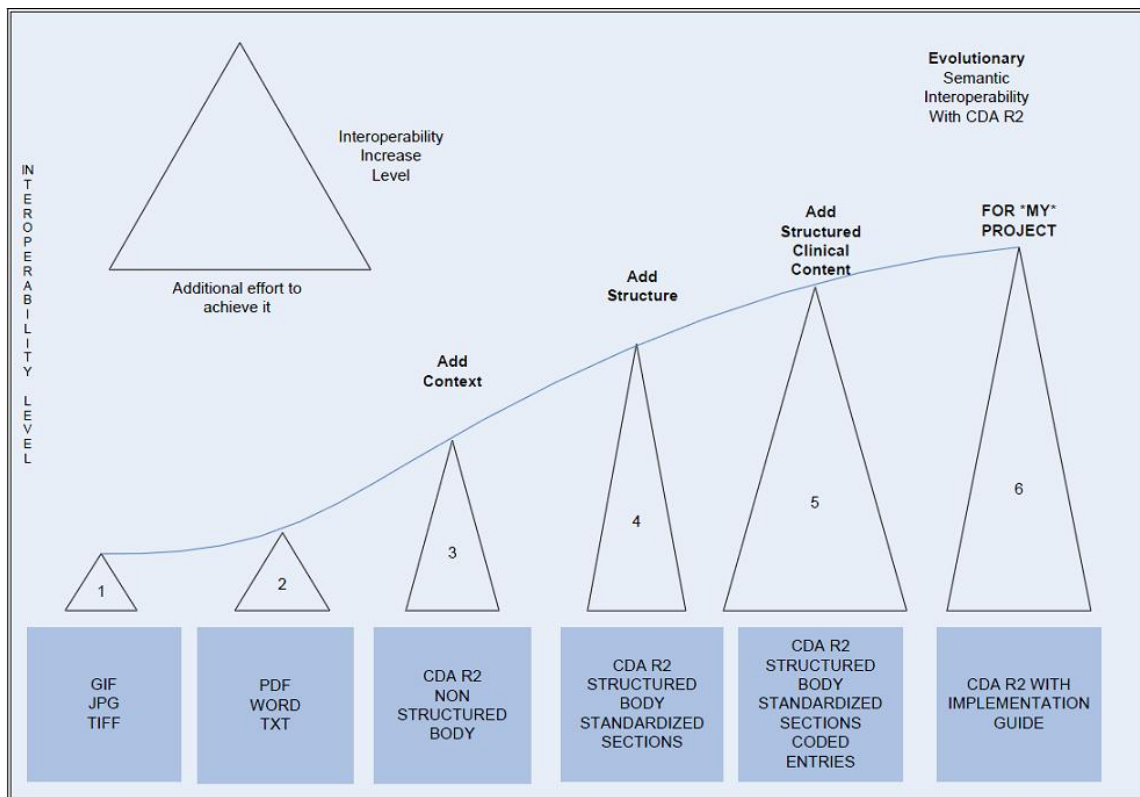 Evolutionary
Semantic
Interoperability
With CDA R2
Interoperability
Increase
Level
Additional effort to
achieve it
INTEROPERABILITY LEVEL
Add
Context
Add
Structure
Add
Structured
Clinical
Content
FOR *MY*
PROJECT
1
2
3
4
5
6
GIF
JPG
TIFF
PDF
WORD
TXT
CDA R2
NON
STRUCTURED
BODY
CDA R2
STRUCTURED
BODY
STANDARDIZED
SECTIONS
CDA R2
STRUCTURED
BODY
STANDARDIZED
SECTIONS
CODED
ENTRIES
CDA R2 WITH
IMPLEMENTATION
GUIDE